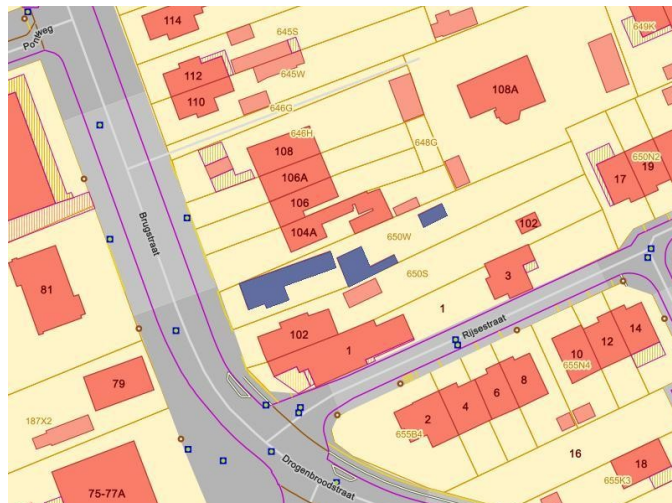 114
645S
649K
Pontweg
112
645W
110
646G
108A
646H
108
648G
650N2
106A
17
19
106
104A
650W
102
Brugstraat
650S
3
81
1
102
1
Rijsestraat
14
12
10
655N4
79
8
6
4
2
187X2
655B4
16
18
Drogenbroodstraat
75-77A
655K3